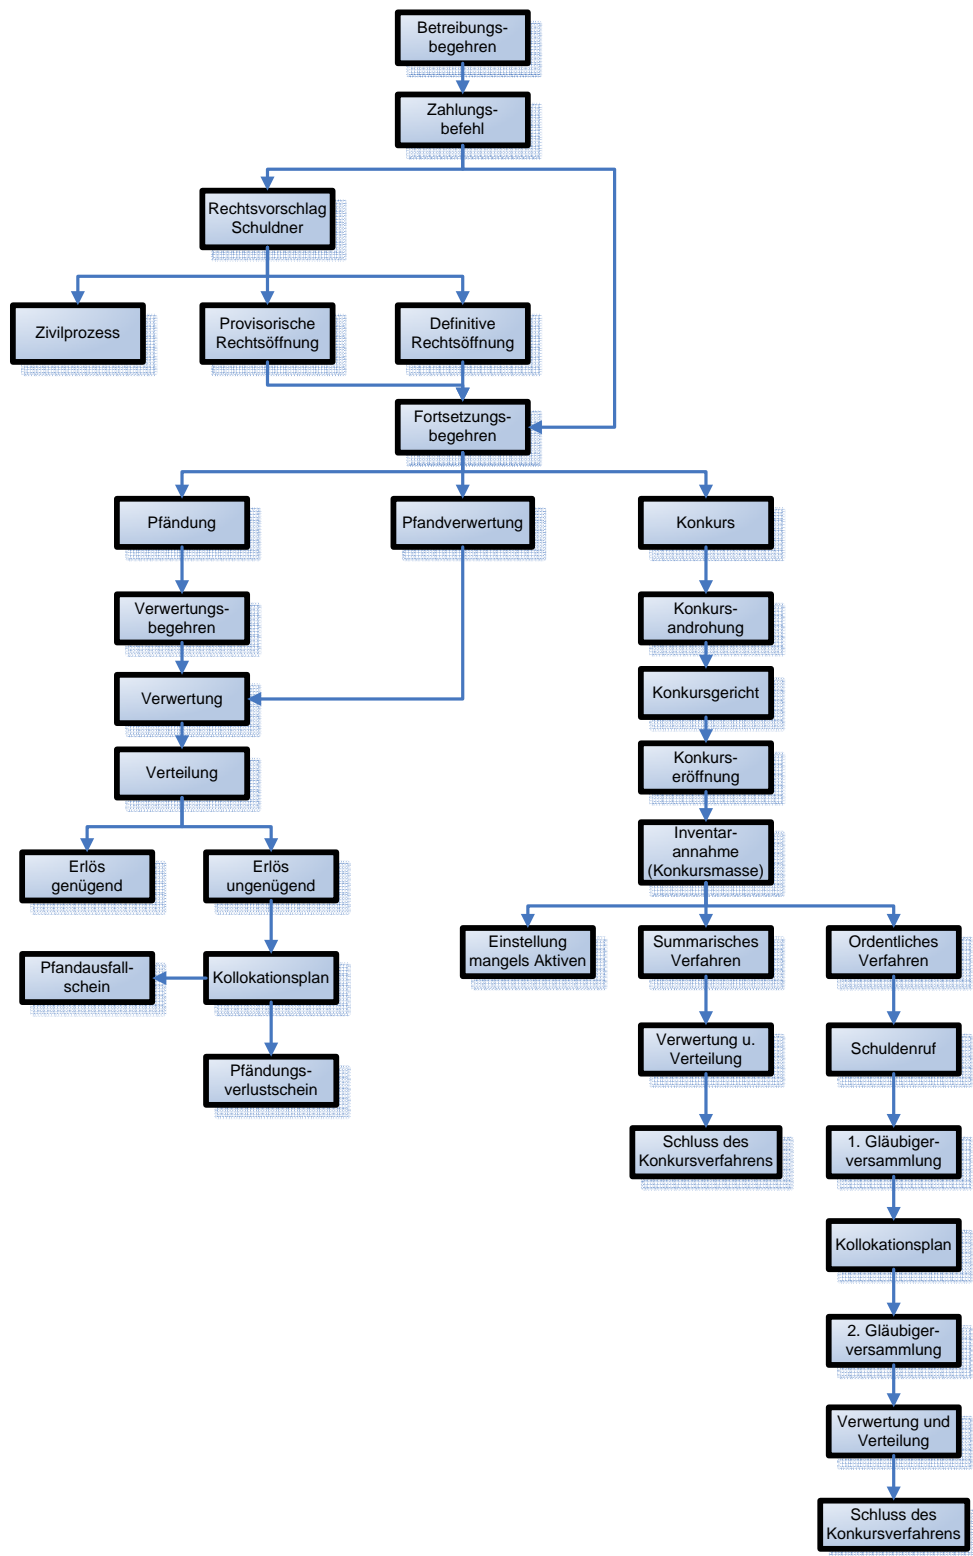 Betreibungs-
begehren
Zahlungs-
befehl
Rechtsvorschlag
Schuldner
Zivilprozess
Provisorische
Rechtsöffnung
Definitive
Rechtsöffnung
Fortsetzungs-
begehren
Pfändung
Pfandverwertung
Konkurs
Verwertungs-
begehren
Konkurs-
androhung
Verwertung
Konkursgericht
Verteilung
Konkurs-
eröffnung
Erlös
genügend
Erlös
ungenügend
Inventar-
annahme
(Konkursmasse)
Einstellung
mangels Aktiven
Summarisches
Verfahren
Ordentliches
Verfahren
Pfandausfall-
schein
Kollokationsplan
Verwertung u.
Verteilung
Schuldenruf
Pfändungs-
verlustschein
Schluss des
Konkursverfahrens
1. Gläubiger-
versammlung
Kollokationsplan
2. Gläubiger-
versammlung
Verwertung und
Verteilung
Schluss des
Konkursverfahrens